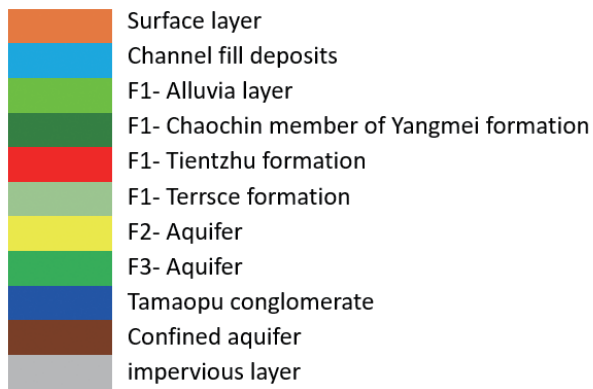 Surface layer
Channel fill deposits
F1- Alluvia layer
F1- Chaochin member of Yangmei formation
F1- Tientzhu formation
F1- Terrsce formation
F2- Aquifer
F3- Aquifer
Tamaopu conglomerate
Confined aquifer
impervious layer